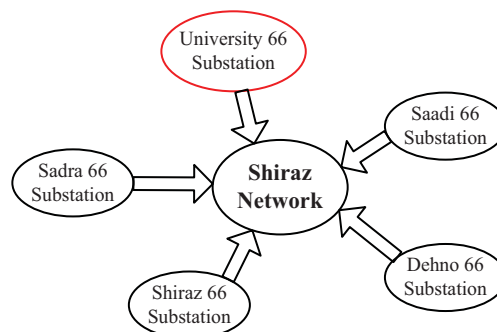 University 66
Substation
Saadi 66
Substation
Sadra 66
Substation
Shiraz
Network
Shiraz 66
Substation
Dehno 66
Substation